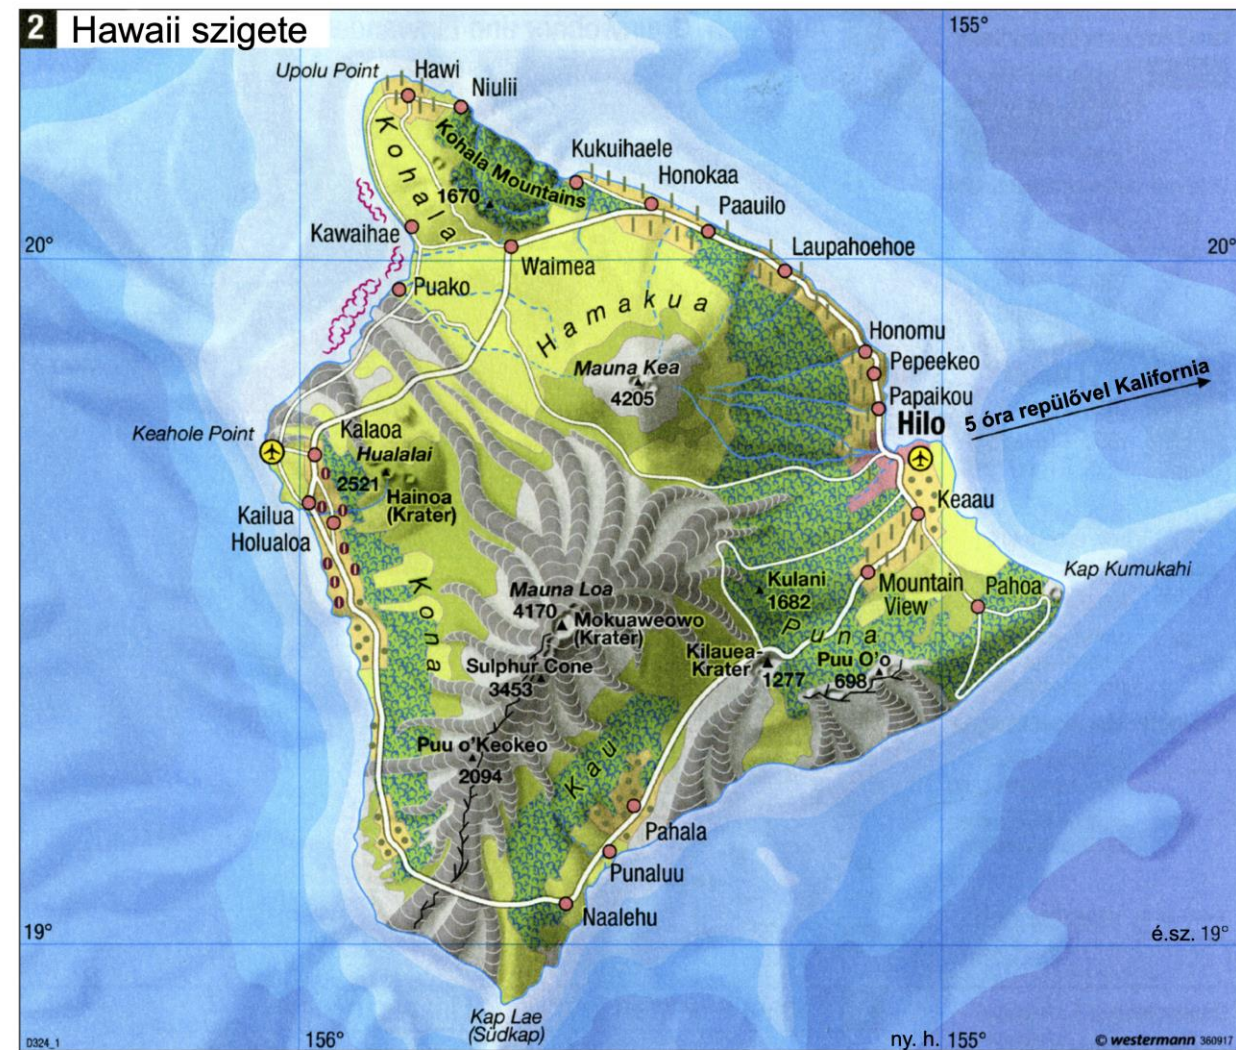 2 Hawaii szigete
155°
Upolu Point
Hawi
Niulii
Kohala
Kohala Mountains
1670
Kukuihaele
Honokaa
Paauilo
Kawaihae
Laupahoehoe
20°
20°
Waimea
Puako
Hamakua
Honomu
Pepeekeo
Mauna Kea
4205
Papaikou
Hilo
5 óra repülővel Kalifornia
Keahole Point
Kalaoa
Hualalai
2521
Hainoa
(Krater)
Kailua
Holualoa
Keaau
Kona
Mauna Loa
4170
Mokuaweowo
(Krater)
Kulani
1682
Mountain
View
Pahoa
Kap Kumukahi
Puna
Sulphur Cone
3453
Kilauea-
Krater
1277
Puu O'o
698
Puu o'Keokeo
2094
Kau
Pahala
Punaluu
Naalehu
19°
é.sz. 19°
Kap Lae
(Südkap)
D324_1
156°
ny. h. 155°
© westermann 360917